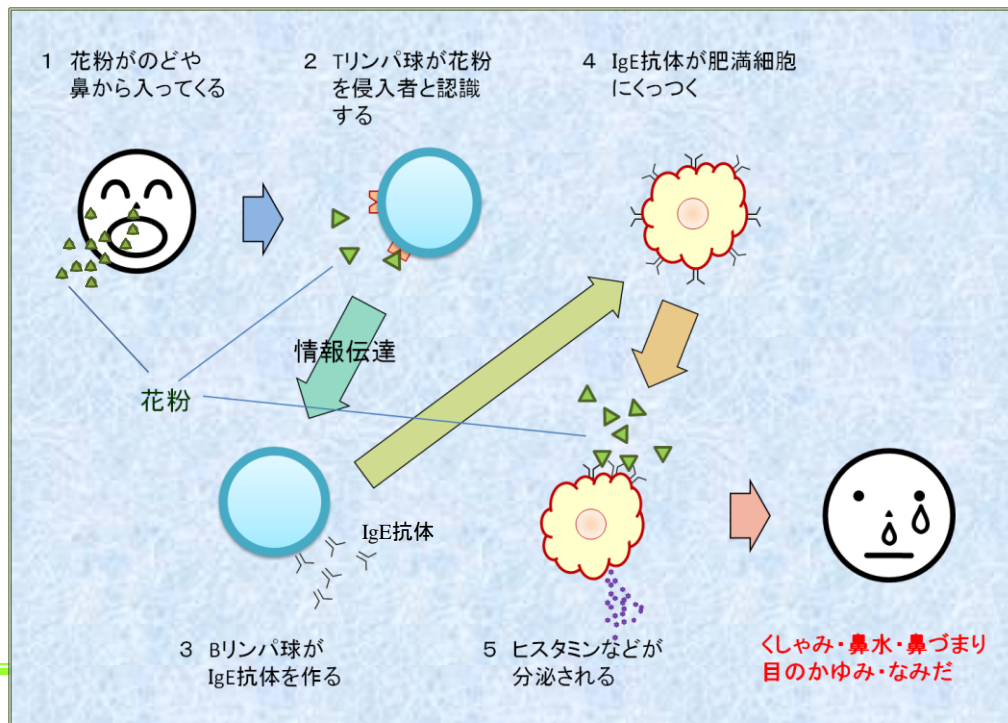 1 花粉がのどや
鼻から入ってくる
2 Tリンパ球が花粉
を侵入者と認識
する
4 IgE抗体が肥満細胞
にくっつく
情報伝達
花粉
IgE抗体
3 Bリンパ球が
IgE抗体を作る
5 ヒスタミンなどが
分泌される
くしゃみ・鼻水・鼻づまり
目のかゆみ・なみだ